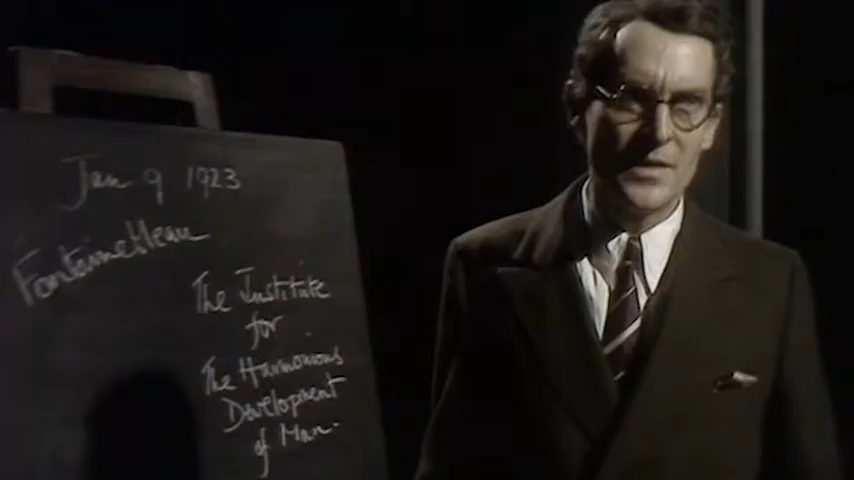 Jan 9 1923
Fontainebleau
The Institute
for
The Harmonious
Development
of Man.